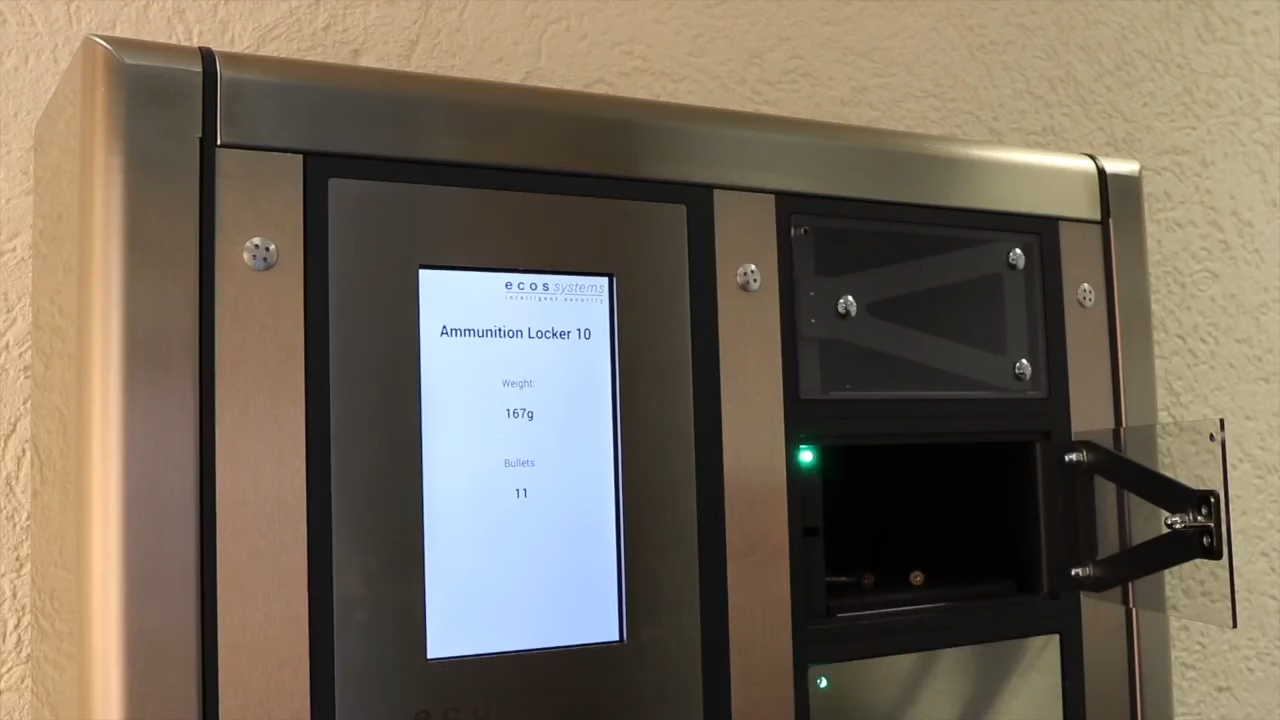 ecos systems
intelligent security
Ammunition Locker 10
Weight:
167g
Bullets:
11